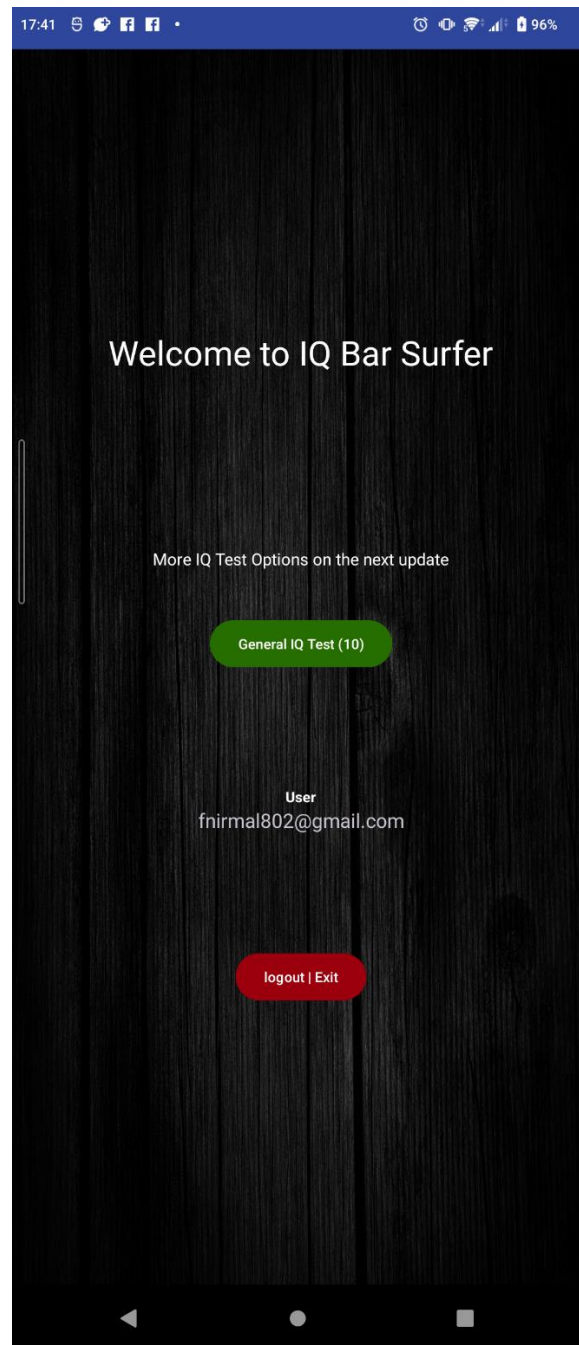 17:41 96%
Welcome to IQ Bar Surfer
More IQ Test Options on the next update
General IQ Test (10)
User
fnirmal802@gmail.com
logout | Exit